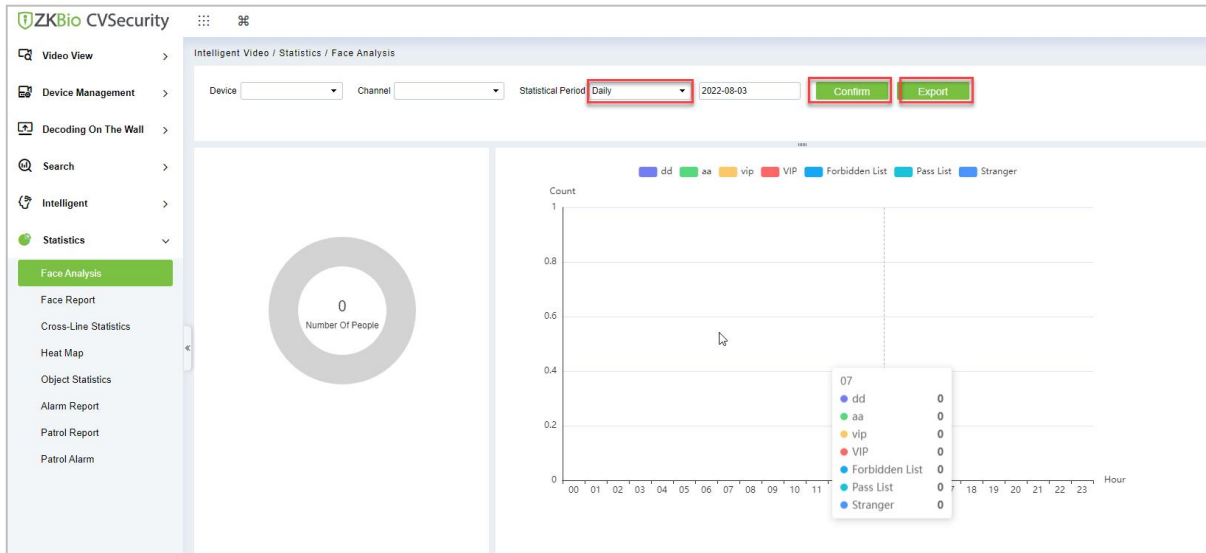 ZKBio CVSecurity
Video View
Device Management
Decoding On The Wall
Search
Intelligent
Statistics
Face Analysis
Face Report
Cross-Line Statistics
Heat Map
Object Statistics
Alarm Report
Patrol Report
Patrol Alarm
Intelligent Video / Statistics / Face Analysis
Device Channel Statistical Period Daily 2022-08-03 Confirm Export
0
Number Of People
dd aa vip VIP Forbidden List Pass List Stranger
Count
1
0.8
0.6
0.4
0.2
0
00 01 02 03 04 05 06 07 08 09 10 11 18 19 20 21 22 23 Hour
07
dd 0
aa 0
vip 0
VIP 0
Forbidden List 0
Pass List 0
Stranger 0